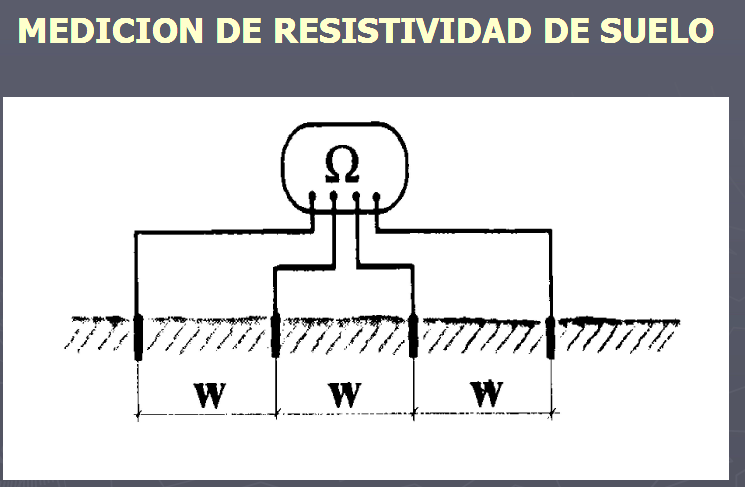 MEDICION DE RESISTIVIDAD DE SUELO
Ω
W W W